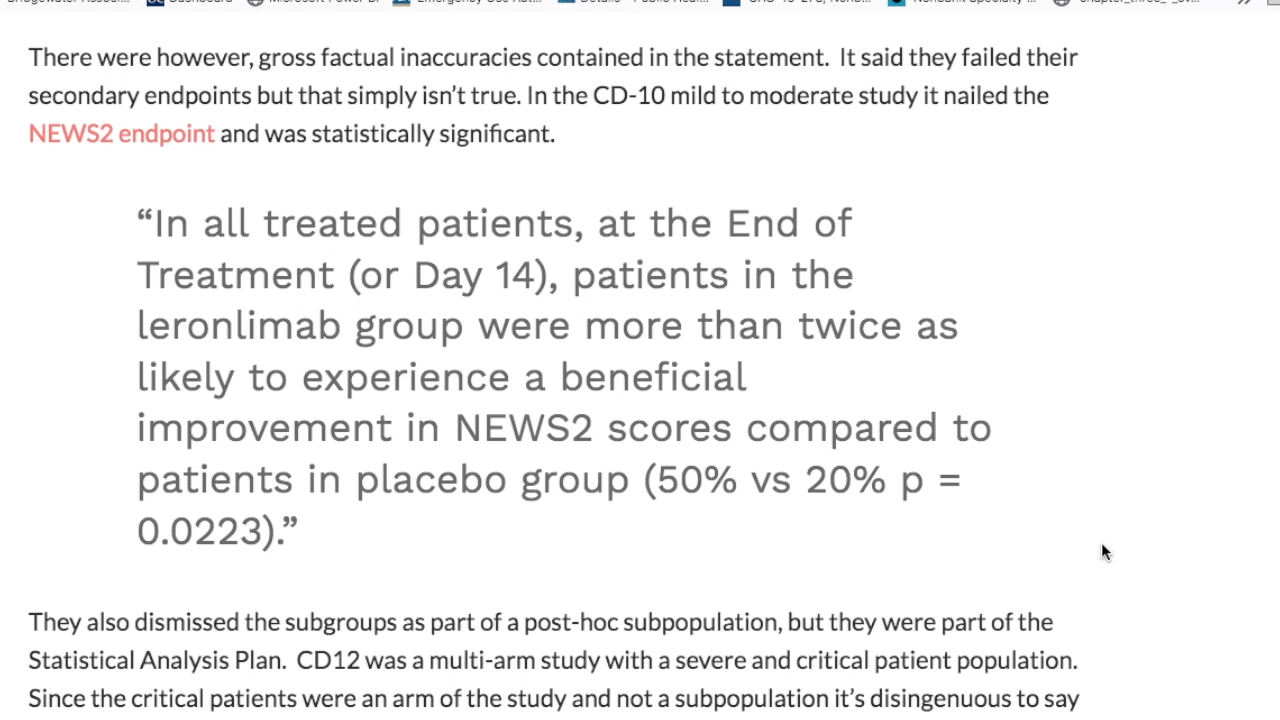 Dashboard
There were however, gross factual inaccuracies contained in the statement.  It said they failed their
secondary endpoints but that simply isn't true. In the CD-10 mild to moderate study it nailed the
NEWS2 endpoint and was statistically significant.
“In all treated patients, at the End of
Treatment (or Day 14), patients in the
leronlimab group were more than twice as
likely to experience a beneficial
improvement in NEWS2 scores compared to
patients in placebo group (50% vs 20% p =
0.0223).”
They also dismissed the subgroups as part of a post-hoc subpopulation, but they were part of the
Statistical Analysis Plan.  CD12 was a multi-arm study with a severe and critical patient population.
Since the critical patients were an arm of the study and not a subpopulation it's disingenuous to say